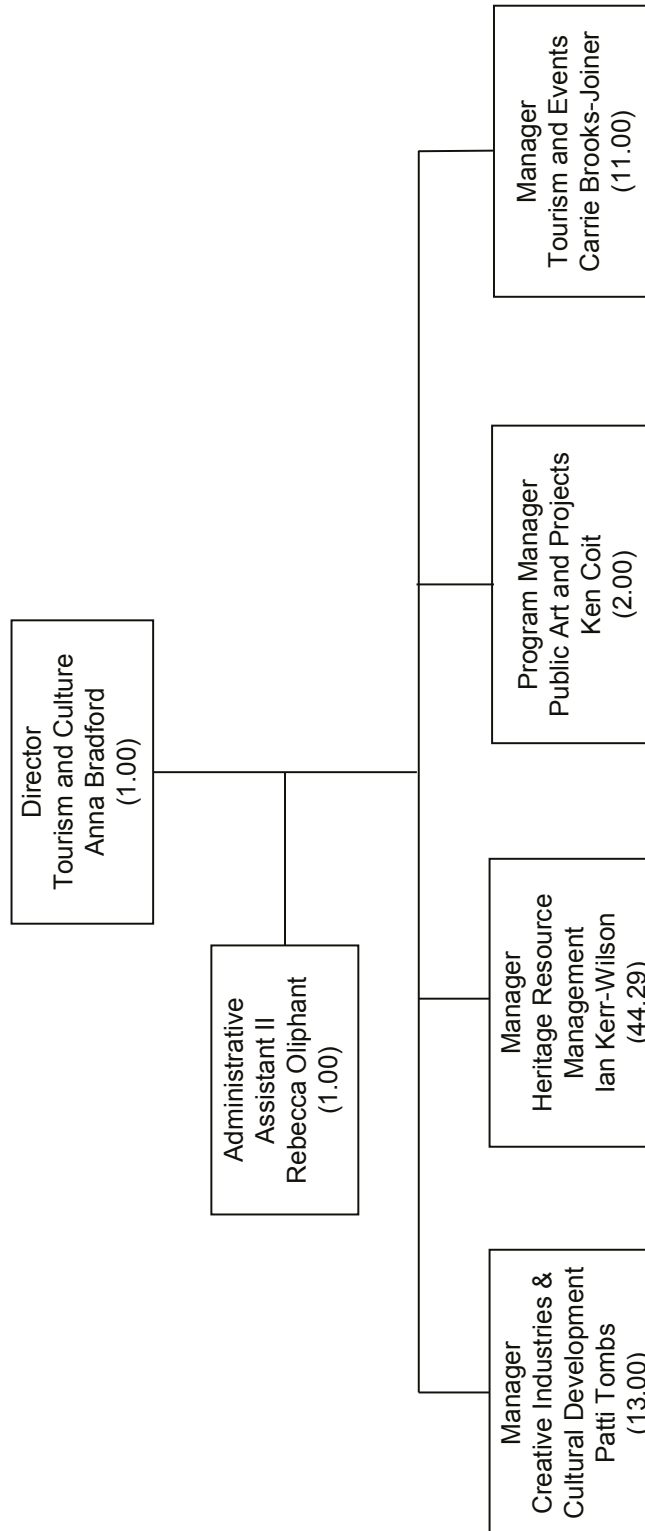 Director
Tourism and Culture
Anna Bradford
(1.00)
Administrative
Assistant II
Rebecca Oliphant
(1.00)
Manager
Creative Industries &
Cultural Development
Patti Tombs
(13.00)
Manager
Heritage Resource
Management
Ian Kerr-Wilson
(44.29)
Program Manager
Public Art and Projects
Ken Coit
(2.00)
Manager
Tourism and Events
Carrie Brooks-Joiner
(11.00)